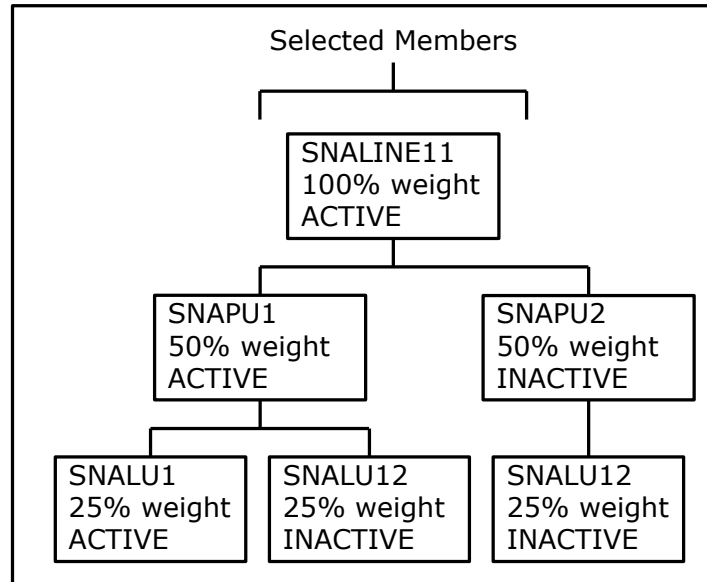 Selected Members
SNALINE11
100% weight
ACTIVE
SNAPU1
50% weight
ACTIVE
SNAPU2
50% weight
INACTIVE
SNALU1
25% weight
ACTIVE
SNALU12
25% weight
INACTIVE
SNALU12
25% weight
INACTIVE